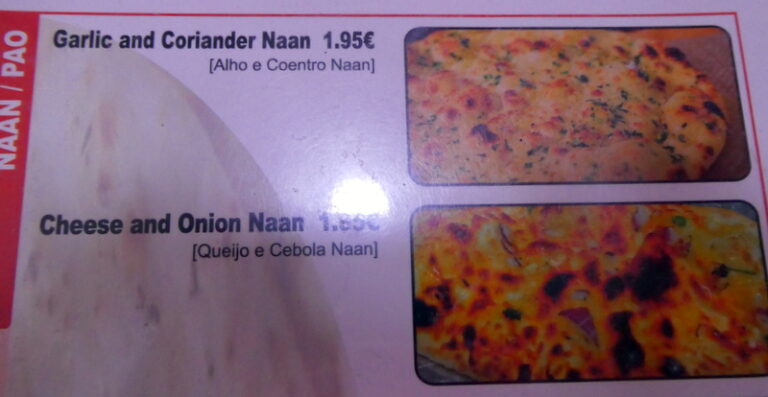 NAAN / PAO
Garlic and Coriander Naan 1.95€
[Alho e Coentro Naan]
Cheese and Onion Naan
[Queijo e Cebola Naan]